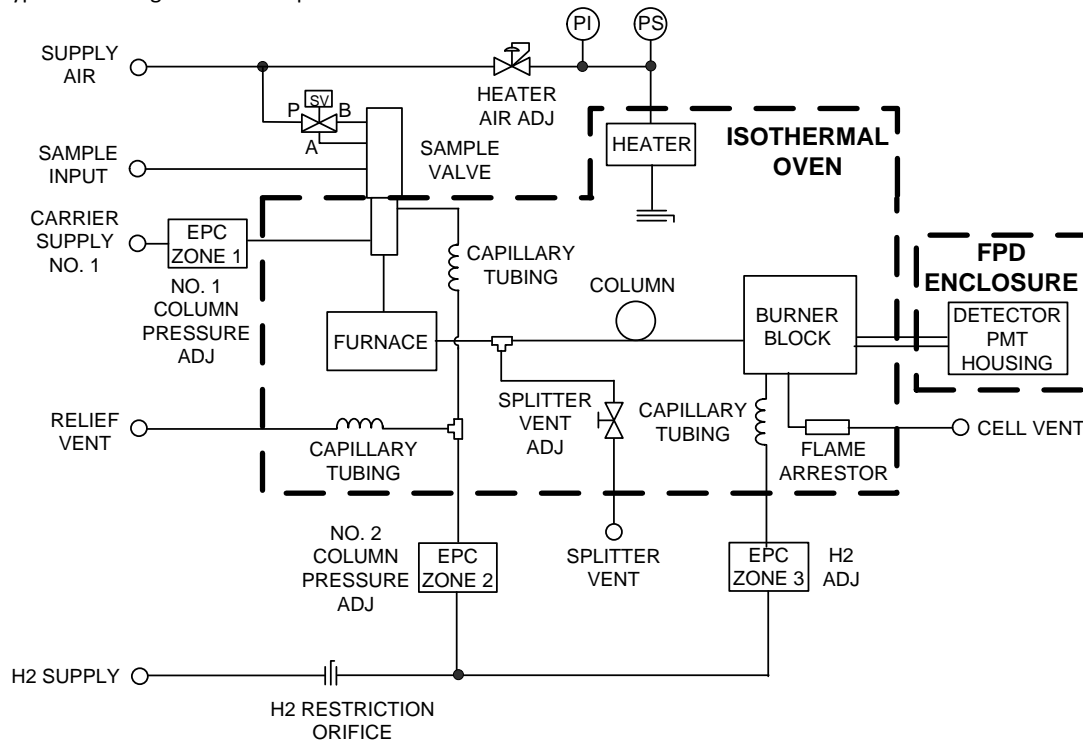 PI
PS
SUPPLY
AIR
HEATER
AIR ADJ
SV
P
B
A
SAMPLE
VALVE
HEATER
ISOTHERMAL
OVEN
SAMPLE
INPUT
CARRIER
SUPPLY
NO. 1
EPC
ZONE 1
NO. 1
COLUMN
PRESSURE
ADJ
CAPILLARY
TUBING
COLUMN
FURNACE
BURNER
BLOCK
FPD
ENCLOSURE
DETECTOR
PMT
HOUSING
SPLITTER
VENT
ADJ
CAPILLARY
TUBING
RELIEF
VENT
CAPILLARY
TUBING
FLAME
ARRESTOR
CELL VENT
NO. 2
COLUMN
PRESSURE
ADJ
EPC
ZONE 2
SPLITTER
VENT
EPC
ZONE 3
H2
ADJ
H2 SUPPLY
H2 RESTRICTION
ORIFICE